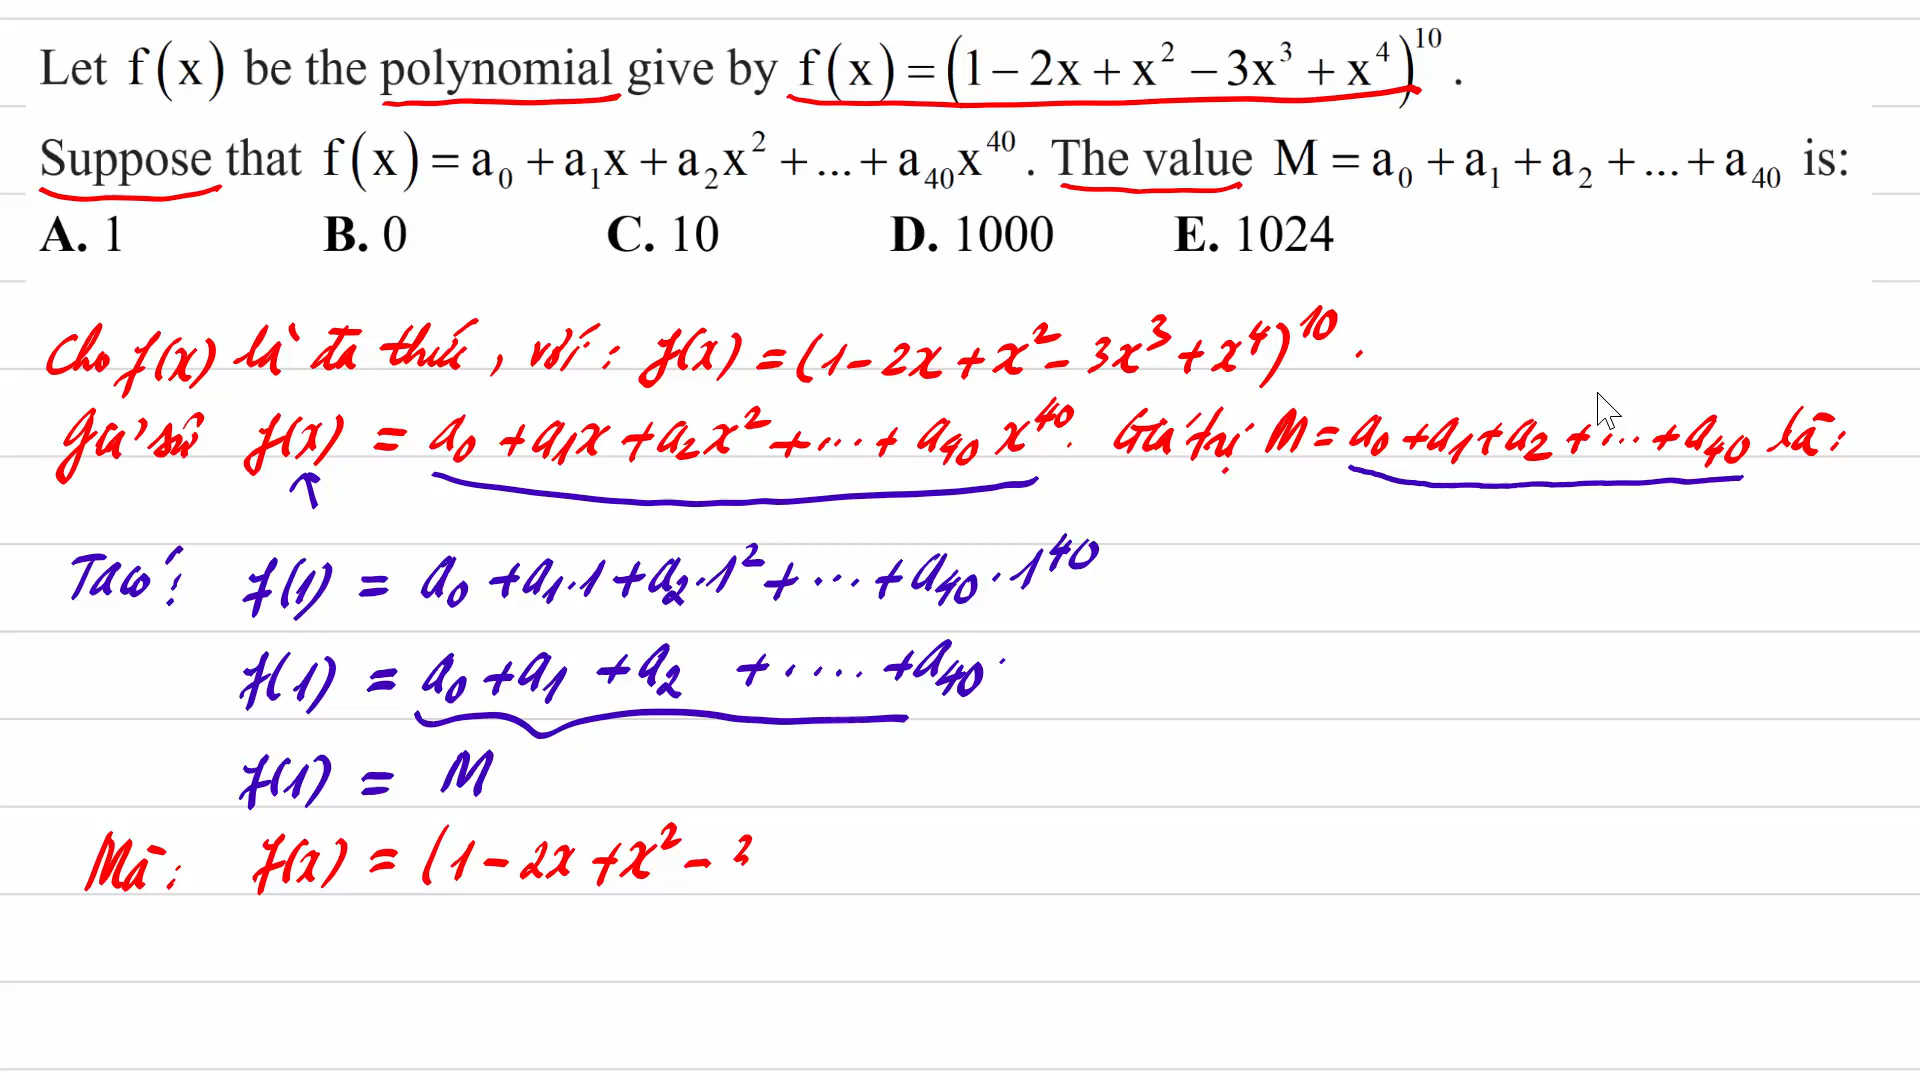 Let f(x) be the polynomial give by f(x) = (1 − 2x + x² − 3x³ + x⁴)¹⁰ .
Suppose that f(x) = a₀ + a₁x + a₂x² + ... + a₄₀x⁴⁰ . The value M = a₀ + a₁ + a₂ + ... + a₄₀ is:
A. 1 B. 0 C. 10 D. 1000 E. 1024
Cho f(x) là đa thức, với: f(x) = (1 − 2x + x² − 3x³ + x⁴)¹⁰.
Giả sử f(x) = a₀ + a₁x + a₂x² + ... + a₄₀ x⁴⁰. Giá trị M = a₀ + a₁ + a₂ + ... + a₄₀ là:
Ta có: f(1) = a₀ + a₁.1 + a₂.1² + ... + a₄₀.1⁴⁰
f(1) = a₀ + a₁ + a₂ + .... + a₄₀.
f(1) = M
Mà: f(x) = (1 − 2x + x² − 3